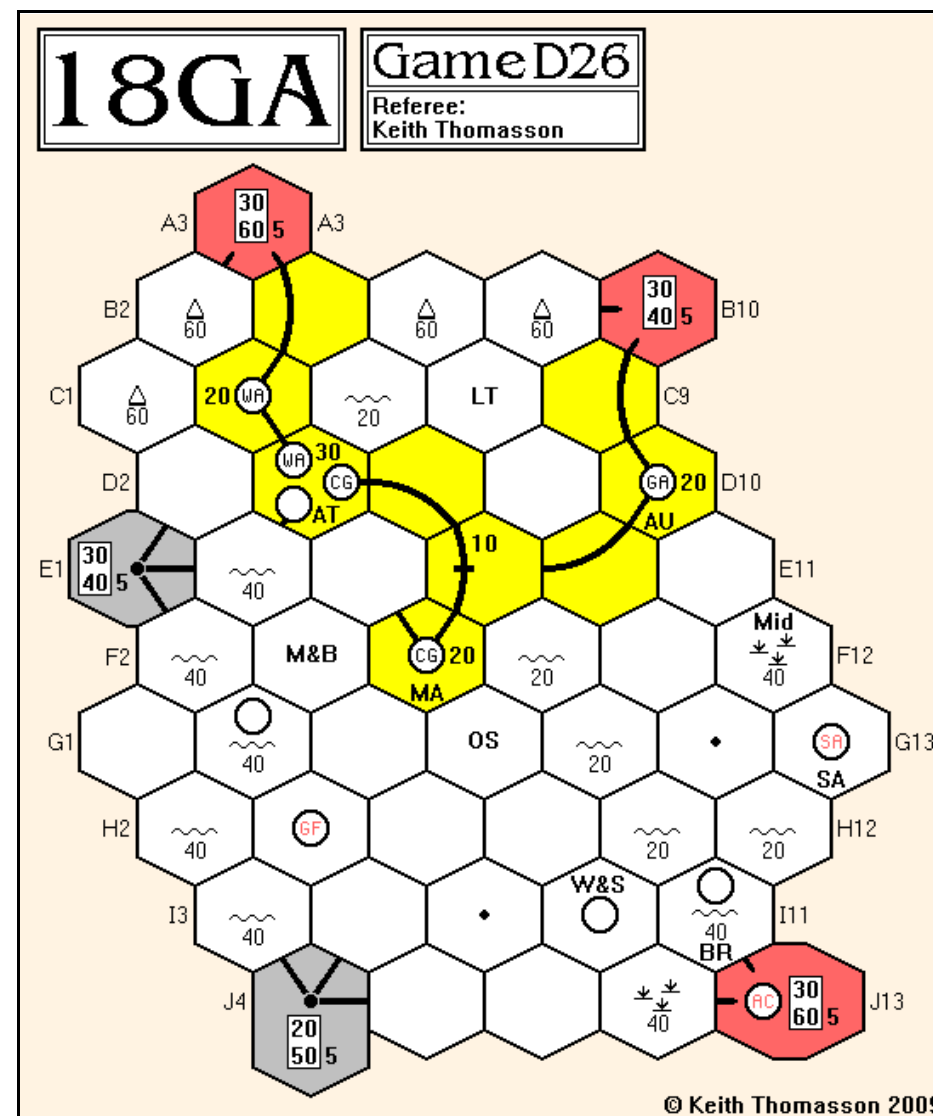 18GA
Game D26
Referee:
Keith Thomasson
A3 30 60 5 A3
B2 60 60 60 30 40 5 B10
C1 60 20 WA 20 LT C9
D2 WA 30 CG AT GA 20 AU D10
E1 30 40 5 40 10 E11
F2 40 M&B CG 20 MA 20 Mid 40 F12
G1 40 OS 20 SA SA G13
H2 40 GF 20 20 H12
I3 40 W&S 40 BR I11
J4 20 50 5 40 AC 30 60 5 J13
© Keith Thomasson 2009